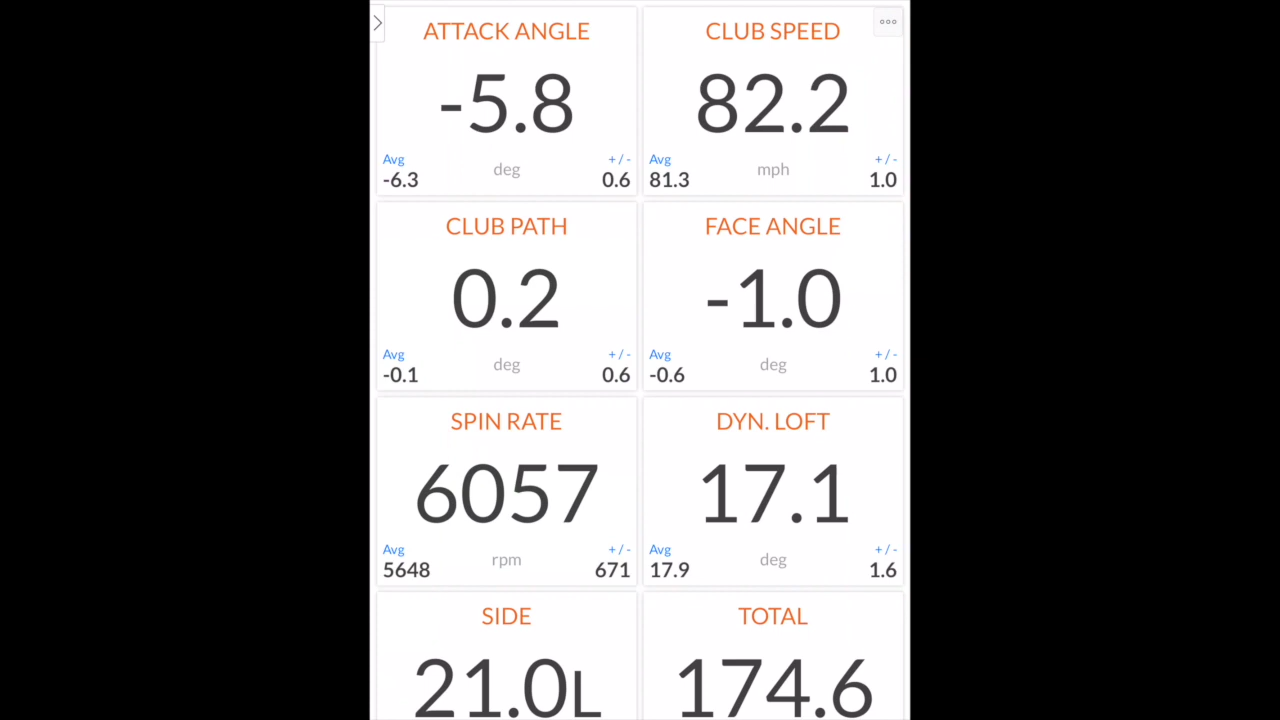 ATTACK ANGLE
-5.8
Avg
deg
+ / -
-6.3
0.6
CLUB SPEED
82.2
Avg
mph
+ / -
81.3
1.0
CLUB PATH
0.2
Avg
deg
+ / -
-0.1
0.6
FACE ANGLE
-1.0
Avg
deg
+ / -
-0.6
1.0
SPIN RATE
6057
Avg
rpm
+ / -
5648
671
DYN. LOFT
17.1
Avg
deg
+ / -
17.9
1.6
SIDE
21.0L
TOTAL
174.6